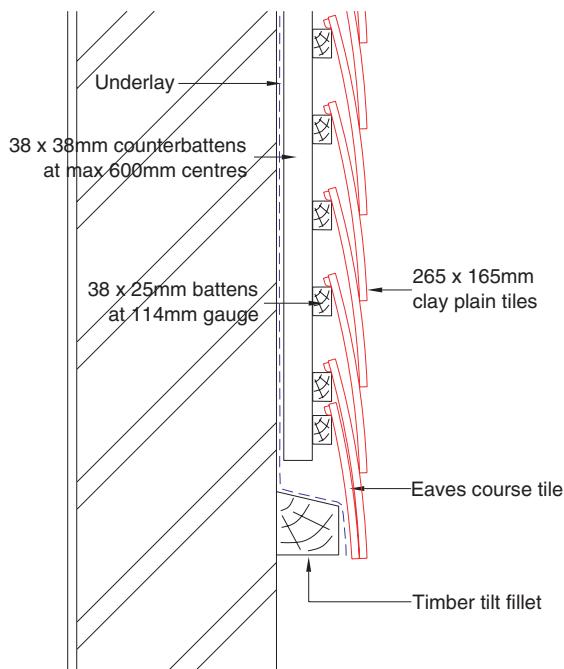 Underlay
38 x 38mm counterbattens
at max 600mm centres
38 x 25mm battens
at 114mm gauge
265 x 165mm
clay plain tiles
Eaves course tile
Timber tilt fillet